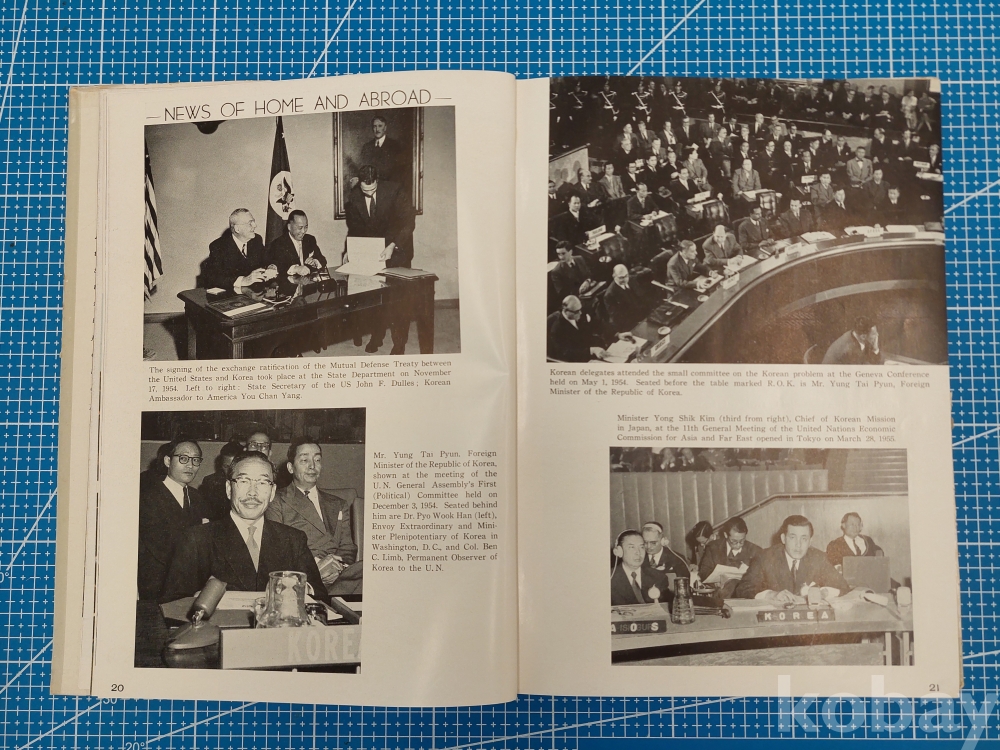 NEWS OF HOME AND ABROAD
The signing of the exchange ratification of the Mutual Defense Treaty between
the United States and Korea took place at the State Department on November
17, 1954. Left to right: State Secretary of the US John F. Dulles; Korean
Ambassador to America You Chan Yang.
Mr. Yung Tai Pyun, Foreign
Minister of the Republic of Korea,
shown at the meeting of the
U. N. General Assembly's First
(Political) Committee held on
December 3, 1954. Seated behind
him are Dr. Pyo Wook Han (left),
Envoy Extraordinary and Mini-
ster Plenipotentiary of Korea in
Washington, D. C., and Col. Ben
C. Limb, Permanent Observer of
Korea to the U. N.
KOREA
20
Korean delegates attended the small committee on the Korean problem at the Geneva Conference
held on May 1, 1954. Seated before the table marked R. O. K. is Mr. Yung Tai Pyun, Foreign
Minister of the Republic of Korea.
Minister Yong Shik Kim (third from right), Chief of Korean Mission
in Japan, at the 11th General Meeting of the United Nations Economic
Commission for Asia and Far East opened in Tokyo on March 28, 1955.
KOREA
21
kobay